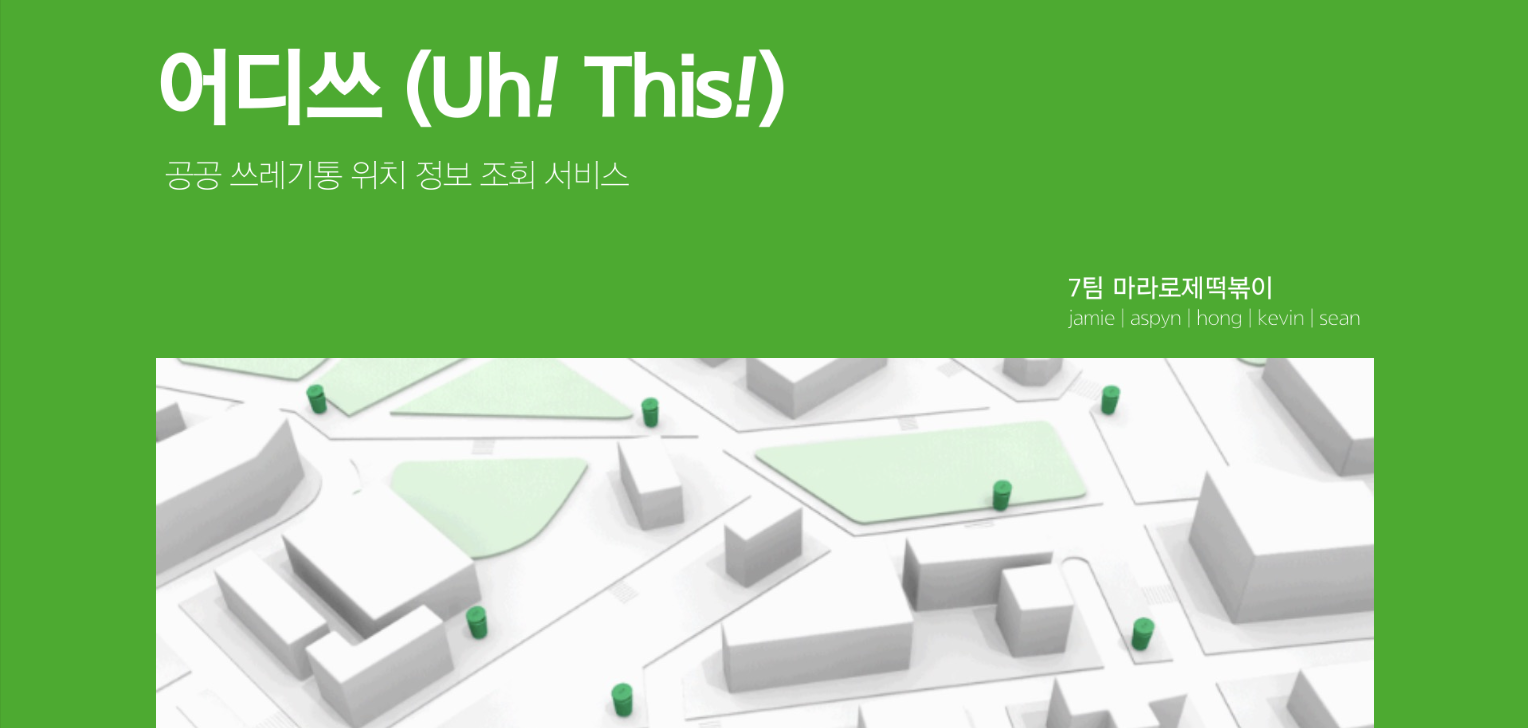 어디쓰 (Uh! This!)
공공 쓰레기통 위치 정보 조회 서비스
7팀 마라로제떡볶이
jamie | aspyn | hong | kevin | sean